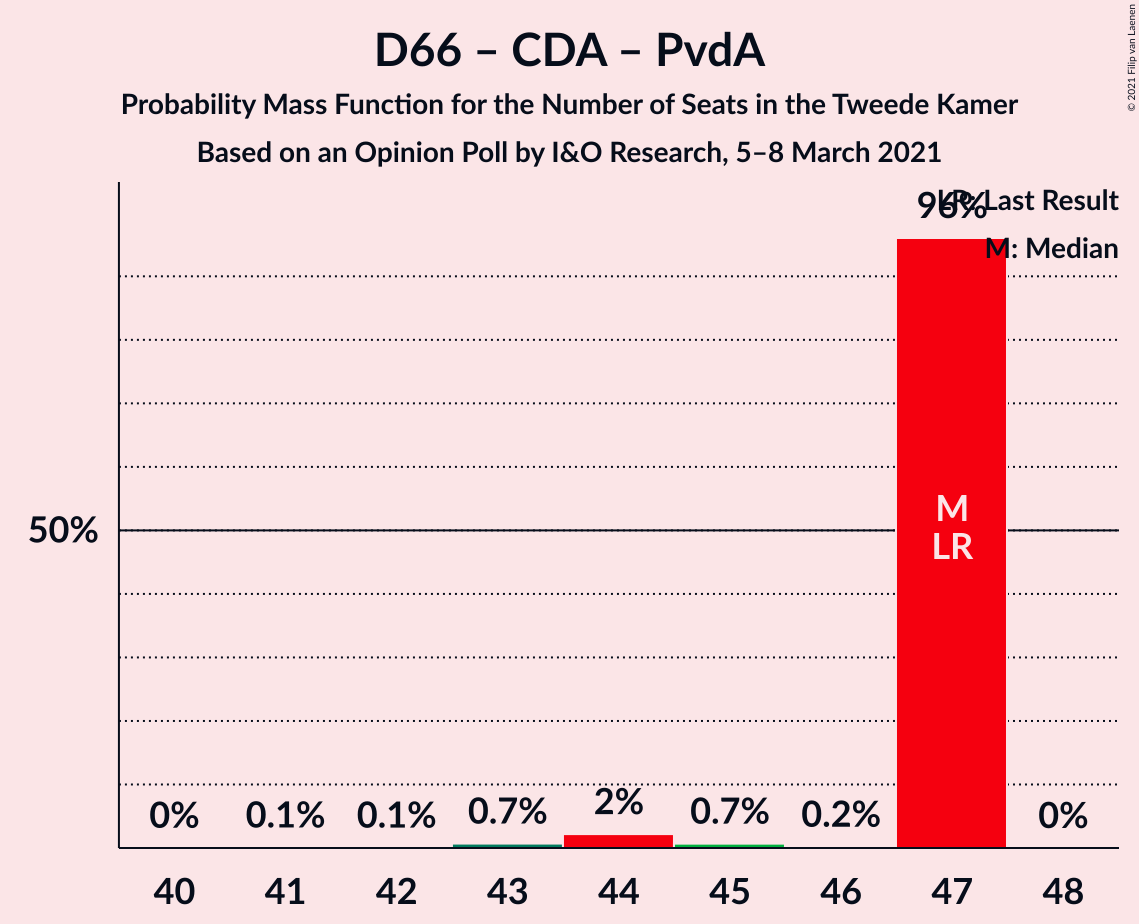 D66 – CDA – PvdA
Probability Mass Function for the Number of Seats in the Tweede Kamer
Based on an Opinion Poll by I&O Research, 5–8 March 2021
© 2021 Filip van Laenen
LR: Last Result
M: Median
96%
50%
M
LR
0%
0.1%
0.1%
0.7%
2%
0.7%
0.2%
0%
40 41 42 43 44 45 46 47 48